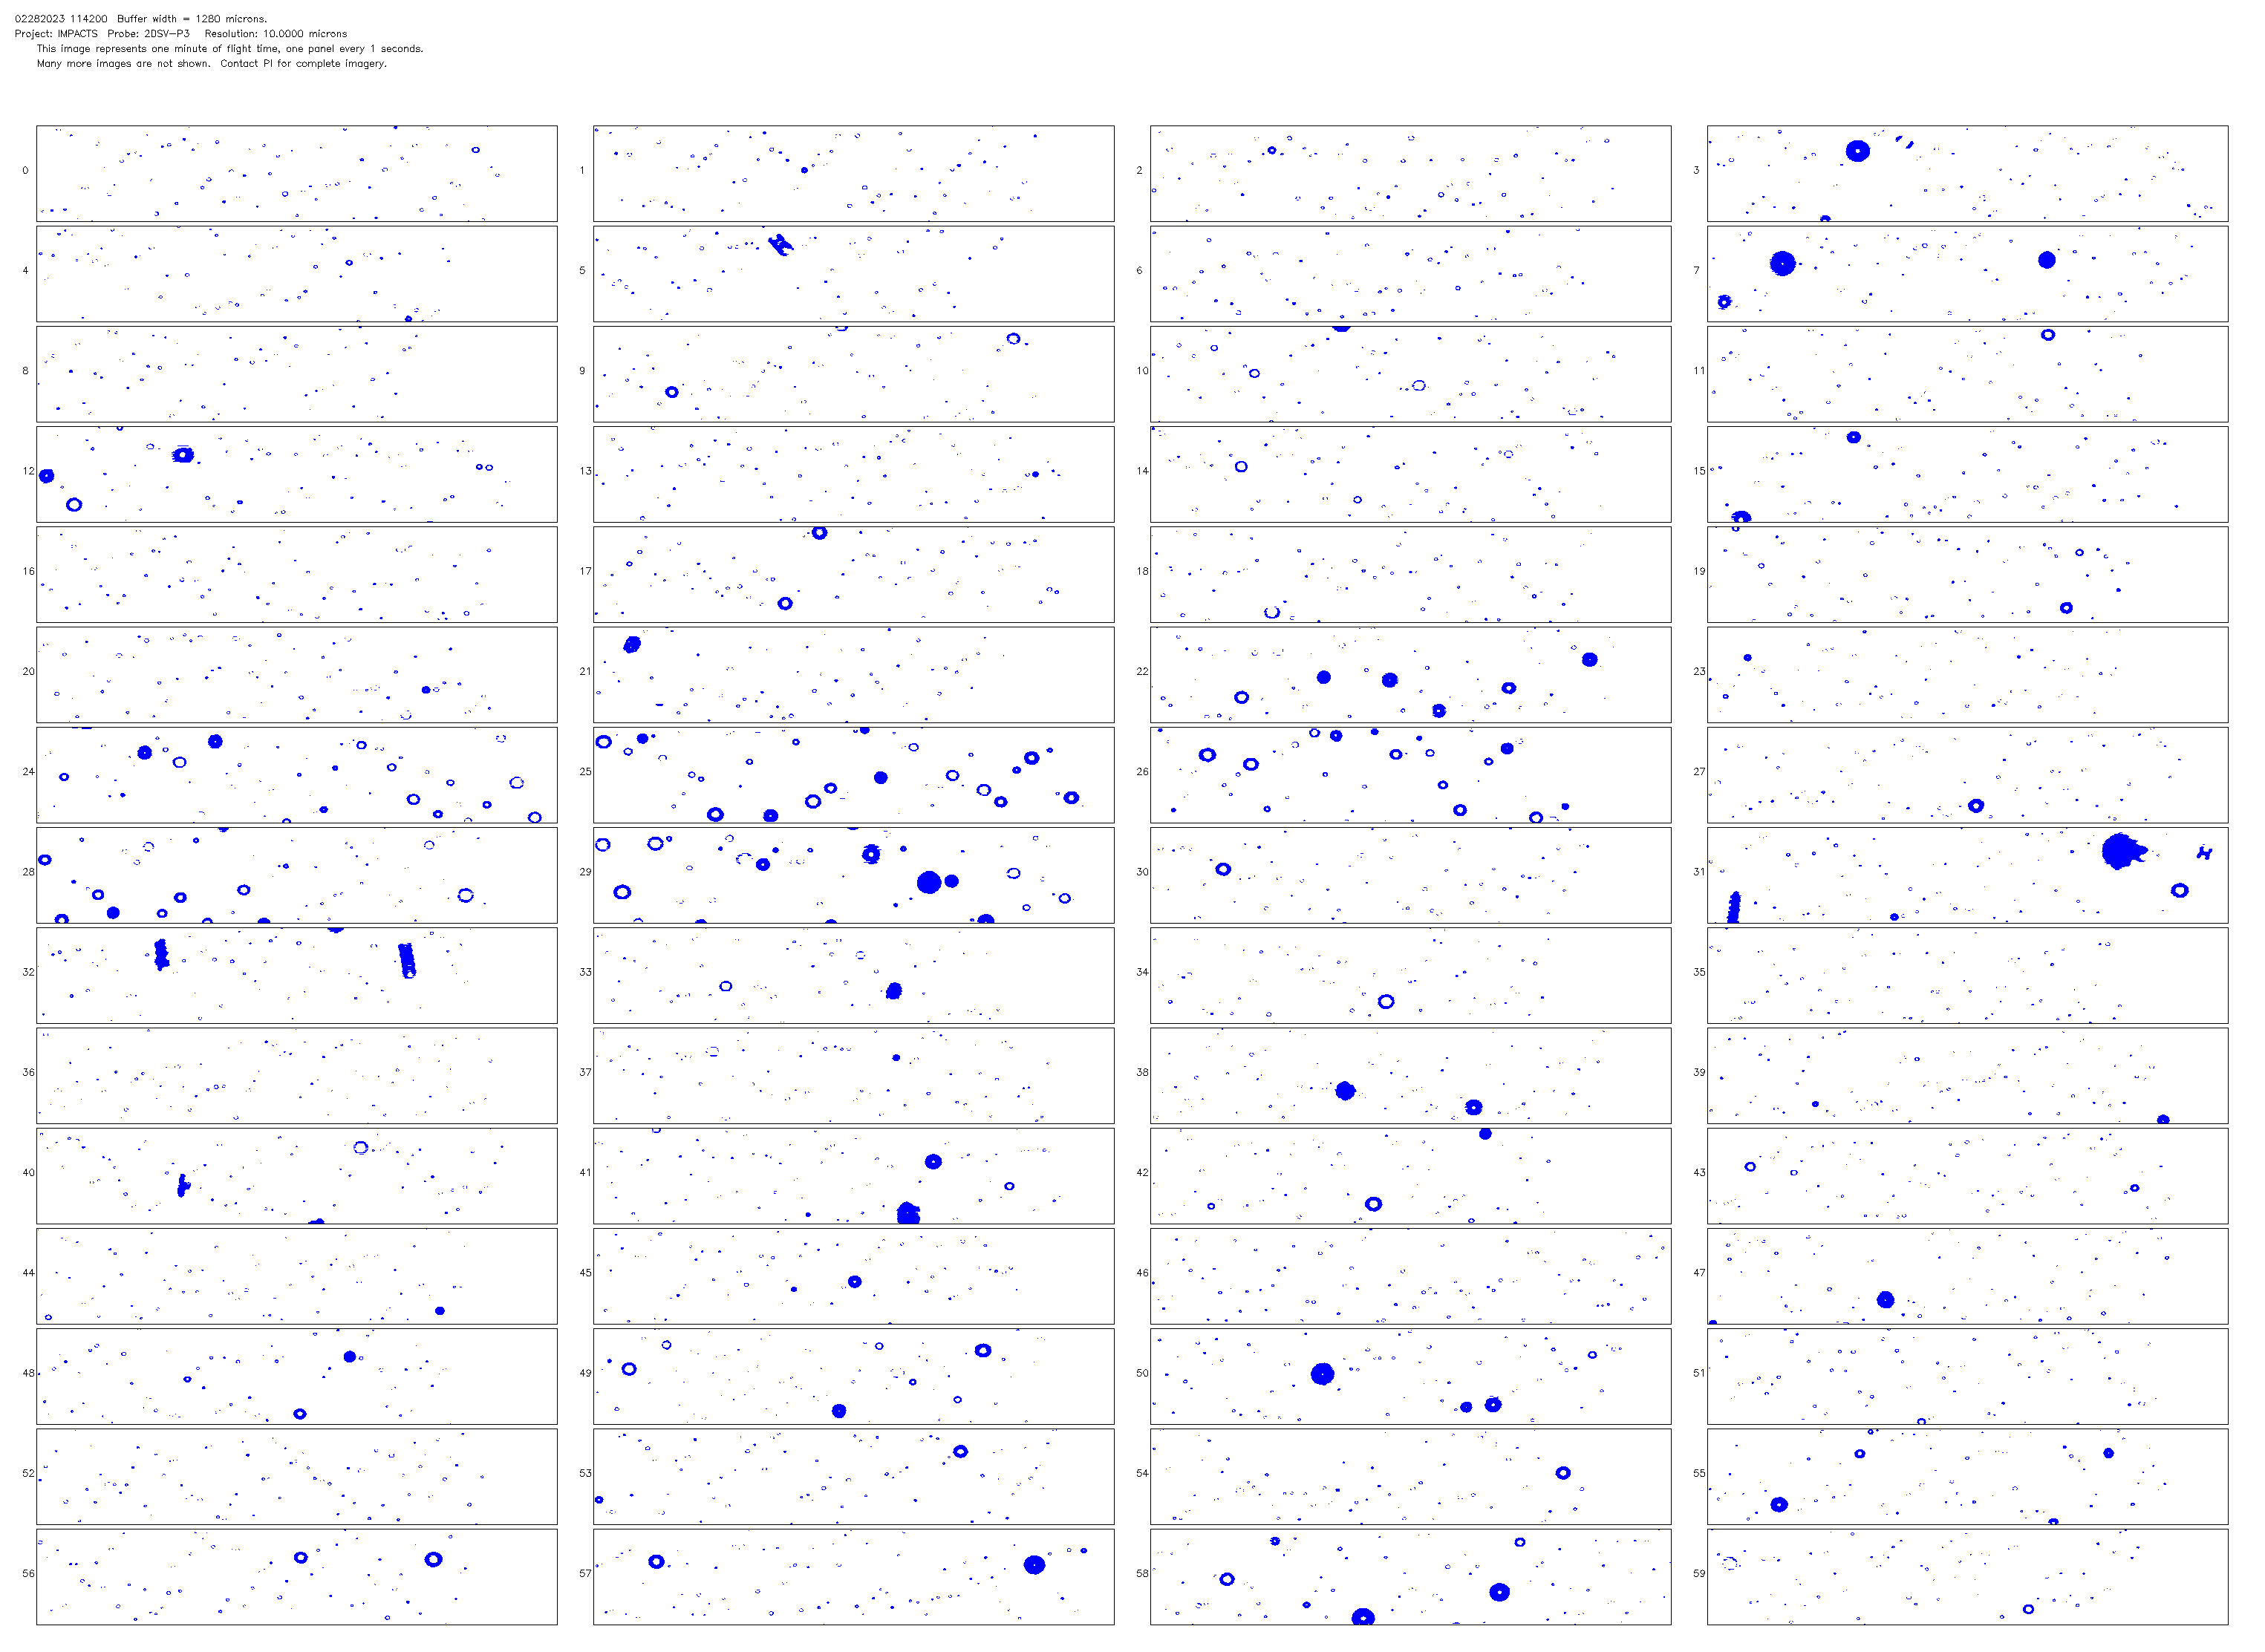 02282023 114200 Buffer width = 1280 microns.
Project: IMPACTS Probe: 2DSV-P3 Resolution: 10.0000 microns
This image represents one minute of flight time, one panel every 1 seconds.
Many more images are not shown. Contact PI for complete imagery.
0 1 2 3
4 5 6 7
8 9 10 11
12 13 14 15
16 17 18 19
20 21 22 23
24 25 26 27
28 29 30 31
32 33 34 35
36 37 38 39
40 41 42 43
44 45 46 47
48 49 50 51
52 53 54 55
56 57 58 59